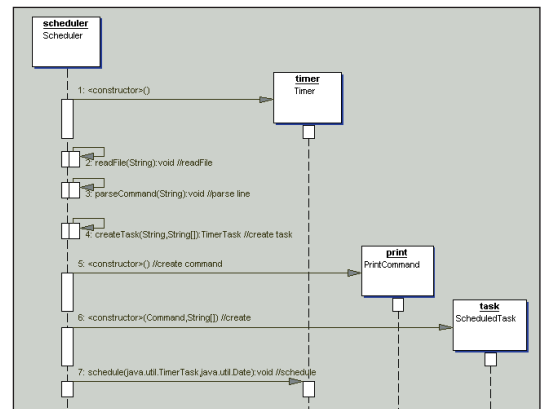 scheduler
Scheduler
1: <constructor>()
timer
Timer
2: readFile(String):void //readFile
3: parseCommand(String):void //parse line
4: createTask(String,String[]):TimerTask //create task
5: <constructor>() //create command
print
PrintCommand
6: <constructor>(Command,String[]) //create
task
ScheduledTask
7: schedule(java.util.TimerTask,java.util.Date):void //schedule